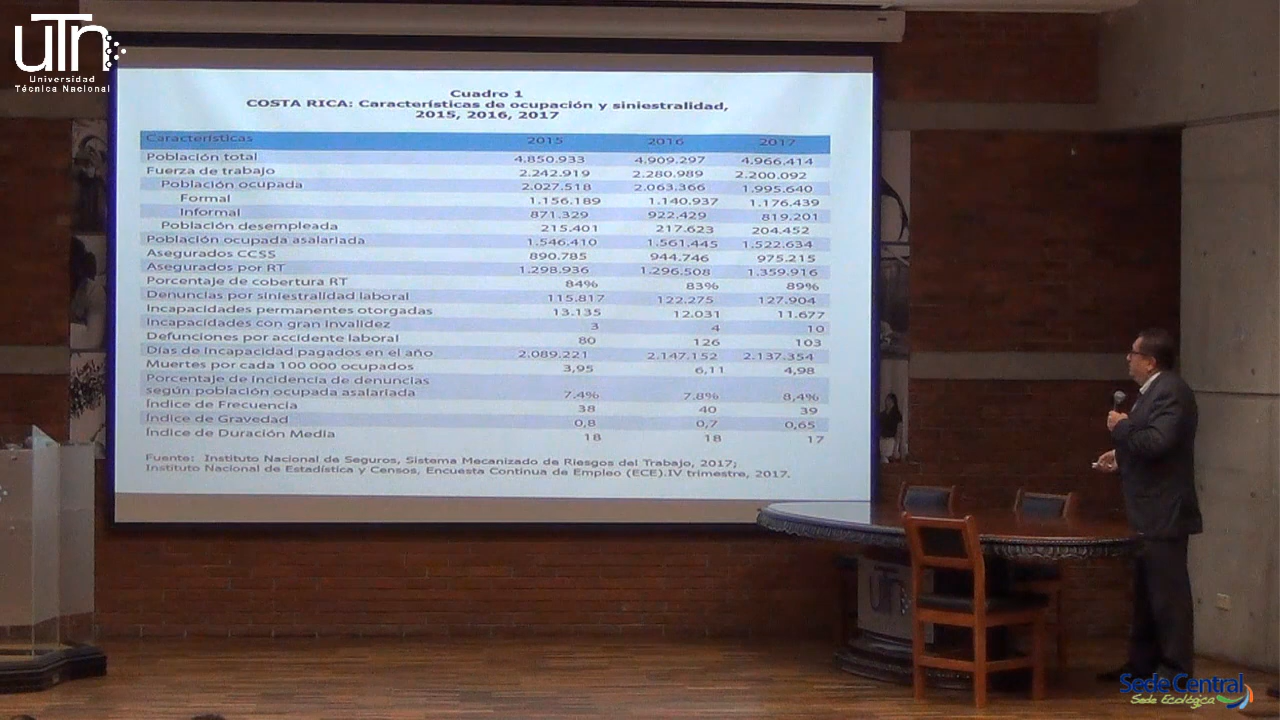 UTn
Universidad
Técnica Nacional
Cuadro 1
COSTA RICA: Características de ocupación y siniestralidad,
2015, 2016, 2017
Características 2015 2016 2017
Población total 4.850.933 4.909.297 4.966.414
Fuerza de trabajo 2.242.919 2.280.989 2.200.092
Población ocupada 2.027.518 2.063.366 1.995.640
Formal 1.156.189 1.140.937 1.176.439
Informal 871.329 922.429 819.201
Población desempleada 215.401 217.623 204.452
Población ocupada asalariada 1.546.410 1.561,445 1.522.634
Asegurados CCSS 890.785 944.746 975.215
Asegurados por RT 1.298.936 1.296.508 1.359.916
Porcentaje de cobertura RT 84% 83% 89%
Denuncias por siniestralidad laboral 115.817 122.275 127.904
Incapacidades permanentes otorgadas 13.135 12.031 11.677
Incapacidades con gran invalidez 3 4 10
Defunciones por accidente laboral 80 126 103
Días de incapacidad pagados en el año 2.089.221 2.147.152 2.137.354
Muertes por cada 100 000 ocupados 3,95 6,11 4,98
Porcentaje de incidencia de denuncias
según población ocupada asalariada 7.4% 7.8% 8,4%
Índice de Frecuencia 38 40 39
Índice de Gravedad 0,8 0,7 0,65
Índice de Duración Media 18 18 17
Fuente: Instituto Nacional de Seguros, Sistema Mecanizado de Riesgos del Trabajo, 2017;
Instituto Nacional de Estadística y Censos, Encuesta Continua de Empleo (ECE).IV trimestre, 2017.
UTn
Sede Central
Sede Ecológica